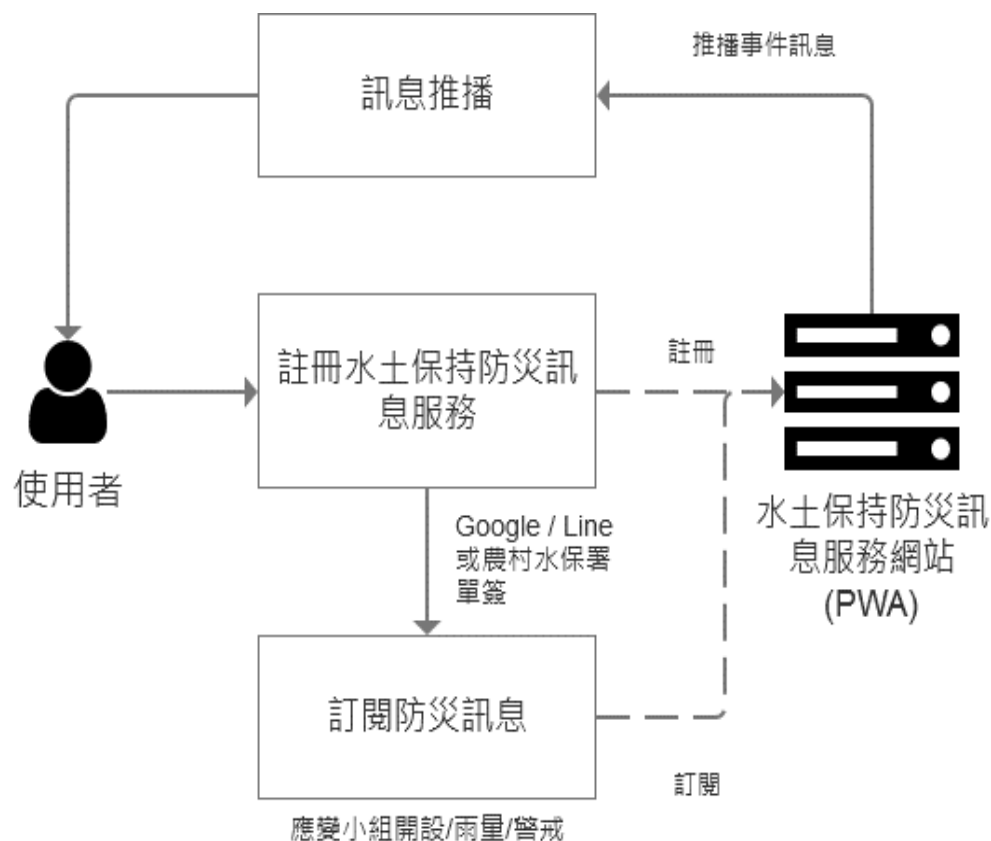 推播事件訊息
訊息推播
註冊水土保持防災訊
息服務
註冊
使用者
水土保持防災訊
息服務網站
(PWA)
Google / Line
或農村水保署
單簽
訂閱防災訊息
訂閱
應變小組開設/雨量/警戒